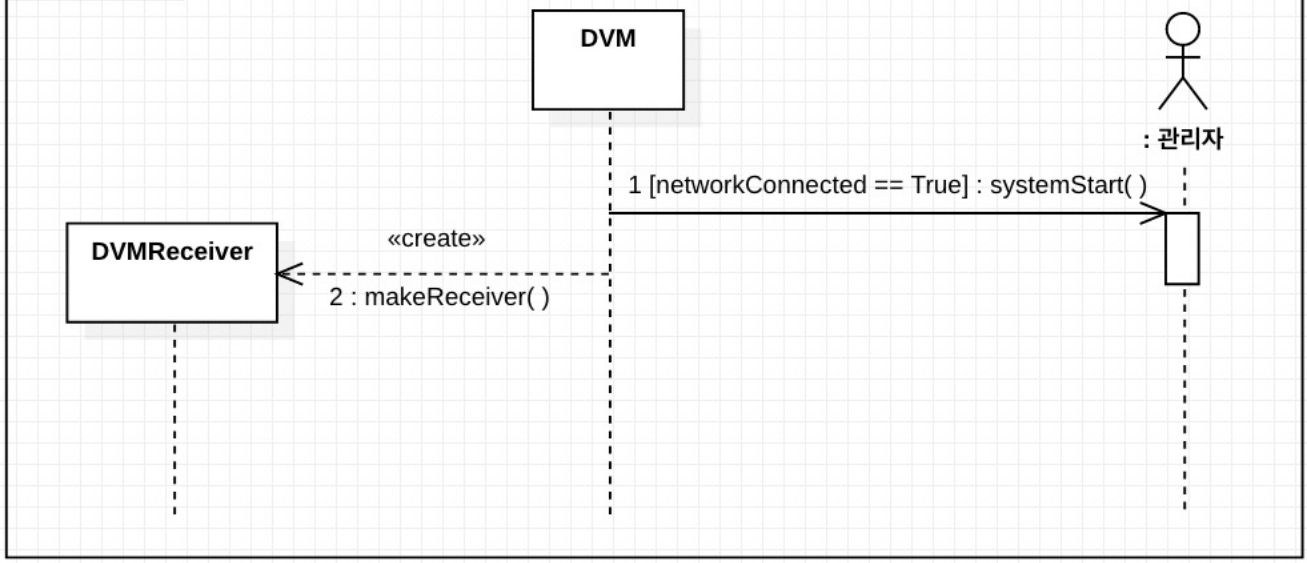 DVM
: 관리자
1 [networkConnected == True] : systemStart( )
«create»
DVMReceiver
2 : makeReceiver( )